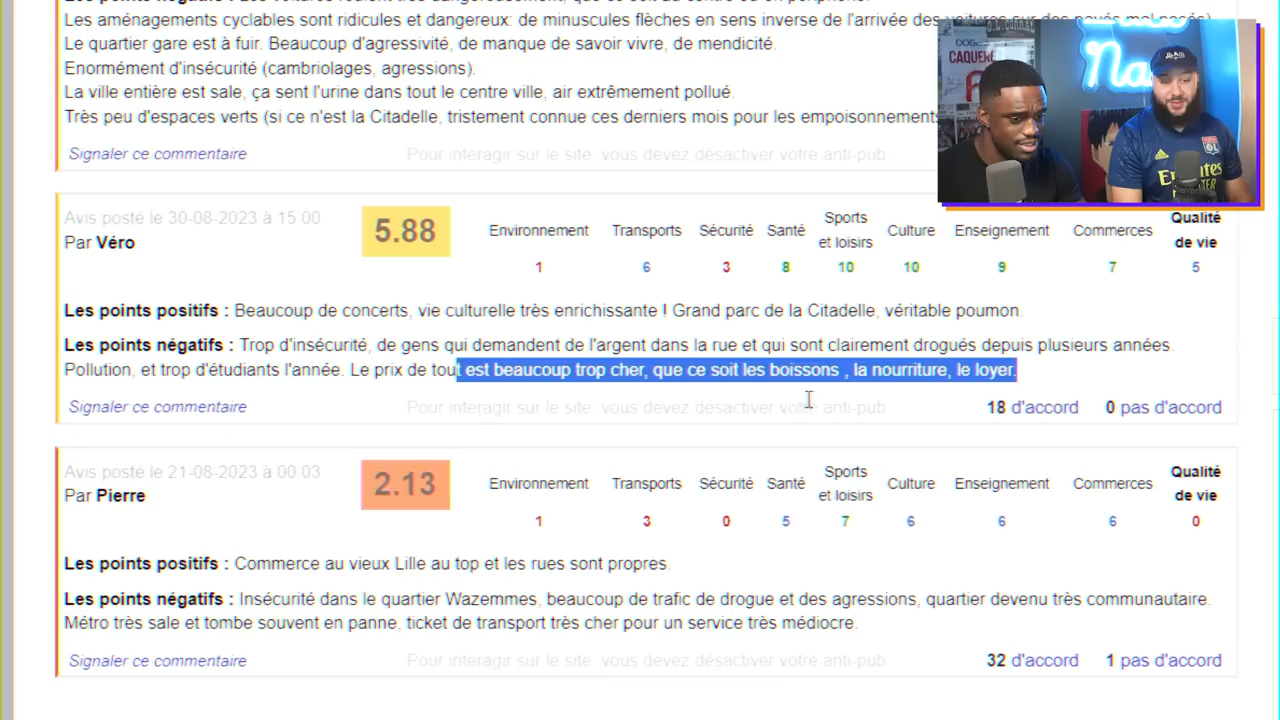 Les aménagements cyclables sont ridicules et dangereux: de minuscules flèches en sens inverse de l'arrivée des voitures sur des pavés mal posés)
Le quartier gare est à fuir. Beaucoup d'agressivité, de manque de savoir vivre, de mendicité.
Enormément d'insécurité (cambriolages, agressions).
La ville entière est sale, ça sent l'urine dans tout le centre ville, air extrêmement pollué.
Très peu d'espaces verts (si ce n'est la Citadelle, tristement connue ces derniers mois pour les empoisonnements
Signaler ce commentaire
Pour interagir sur le site, vous devez désactiver votre anti-pub
CAQUERET
Emirates
Avis posté le 30-08-2023 à 15:00
Par Véro
5.88
Environnement Transports Sécurité Santé Sports et loisirs Culture Enseignement Commerces Qualité de vie
1 6 3 8 10 10 9 7 5
Les points positifs : Beaucoup de concerts, vie culturelle très enrichissante ! Grand parc de la Citadelle, véritable poumon.
Les points négatifs : Trop d'insécurité, de gens qui demandent de l'argent dans la rue et qui sont clairement drogués depuis plusieurs années.
Pollution, et trop d'étudiants l'année. Le prix de tout est beaucoup trop cher, que ce soit les boissons , la nourriture, le loyer.
Signaler ce commentaire
Pour interagir sur le site, vous devez désactiver votre anti-pub
18 d'accord 0 pas d'accord
Avis posté le 21-08-2023 à 00:03
Par Pierre
2.13
Environnement Transports Sécurité Santé Sports et loisirs Culture Enseignement Commerces Qualité de vie
1 3 0 5 7 6 6 6 0
Les points positifs : Commerce au vieux Lille au top et les rues sont propres.
Les points négatifs : Insécurité dans le quartier Wazemmes, beaucoup de trafic de drogue et des agressions, quartier devenu très communautaire.
Métro très sale et tombe souvent en panne, ticket de transport très cher pour un service très médiocre.
Signaler ce commentaire
Pour interagir sur le site, vous devez désactiver votre anti-pub
32 d'accord 1 pas d'accord